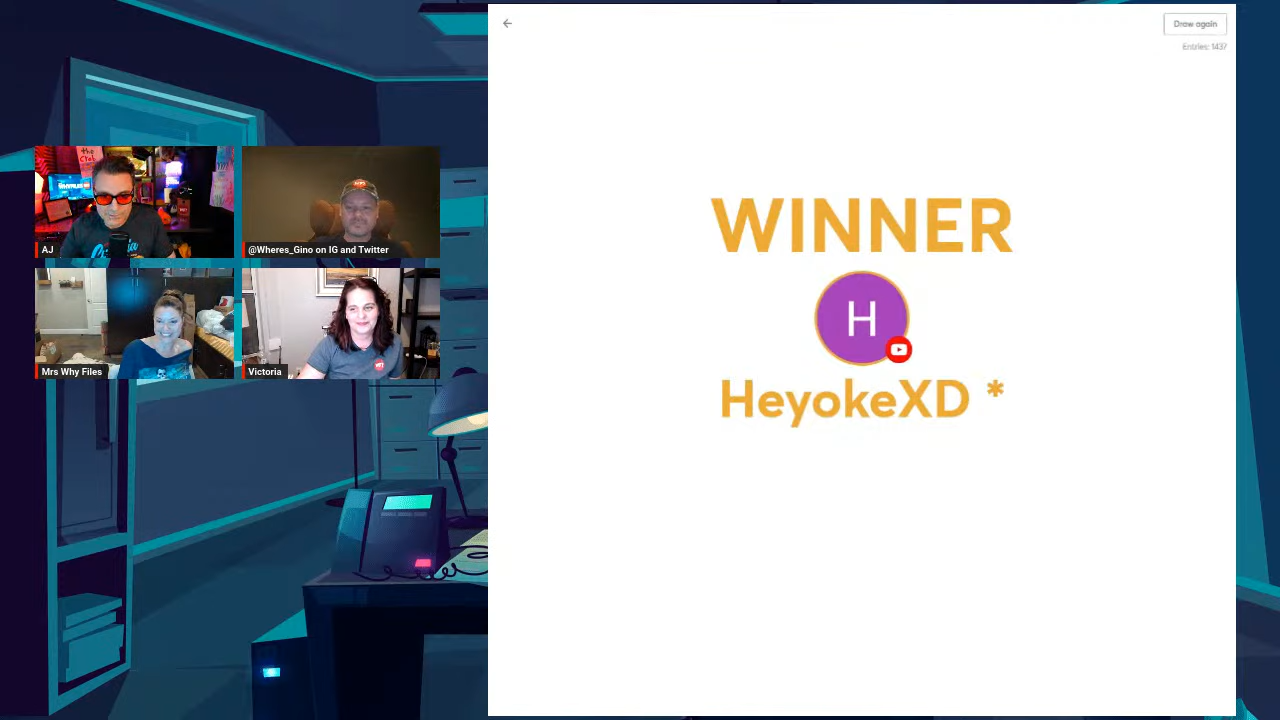 Draw again
Entries: 1437
WINNER
H
HeyokeXD *
AJ
@Wheres_Gino on IG and Twitter
Mrs Why Files
Victoria